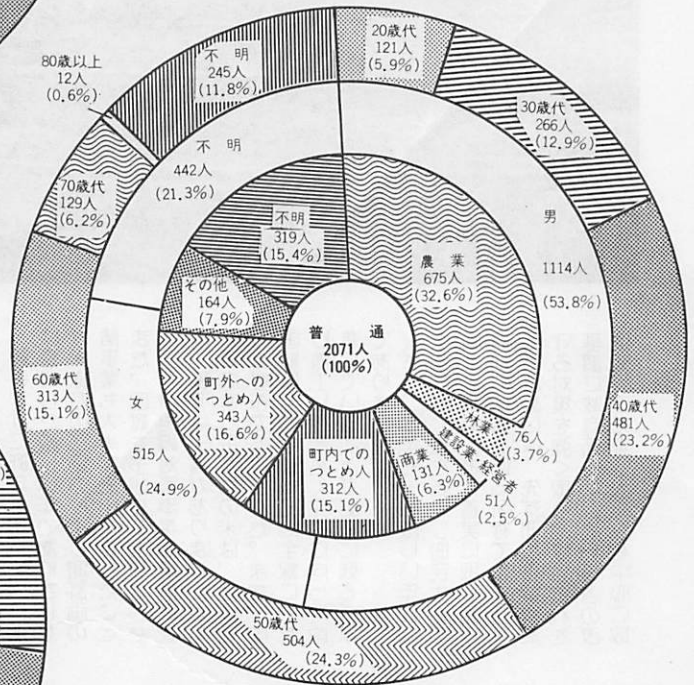 普 通
2071人
(100%)
農 業
675人
(32.6%)
林業
76人
(3.7%)
建設業・経営者
51人
(2.5%)
商業
131人
(6.3%)
町内での
つとめ人
312人
(15.1%)
町外への
つとめ人
343人
(16.6%)
その他
164人
(7.9%)
不明
319人
(15.4%)
男
1114人
(53.8%)
女
515人
(24.9%)
不 明
442人
(21.3%)
20歳代
121人
(5.9%)
30歳代
266人
(12.9%)
40歳代
481人
(23.2%)
50歳代
504人
(24.3%)
60歳代
313人
(15.1%)
70歳代
129人
(6.2%)
80歳以上
12人
(0.6%)
不 明
245人
(11.8%)